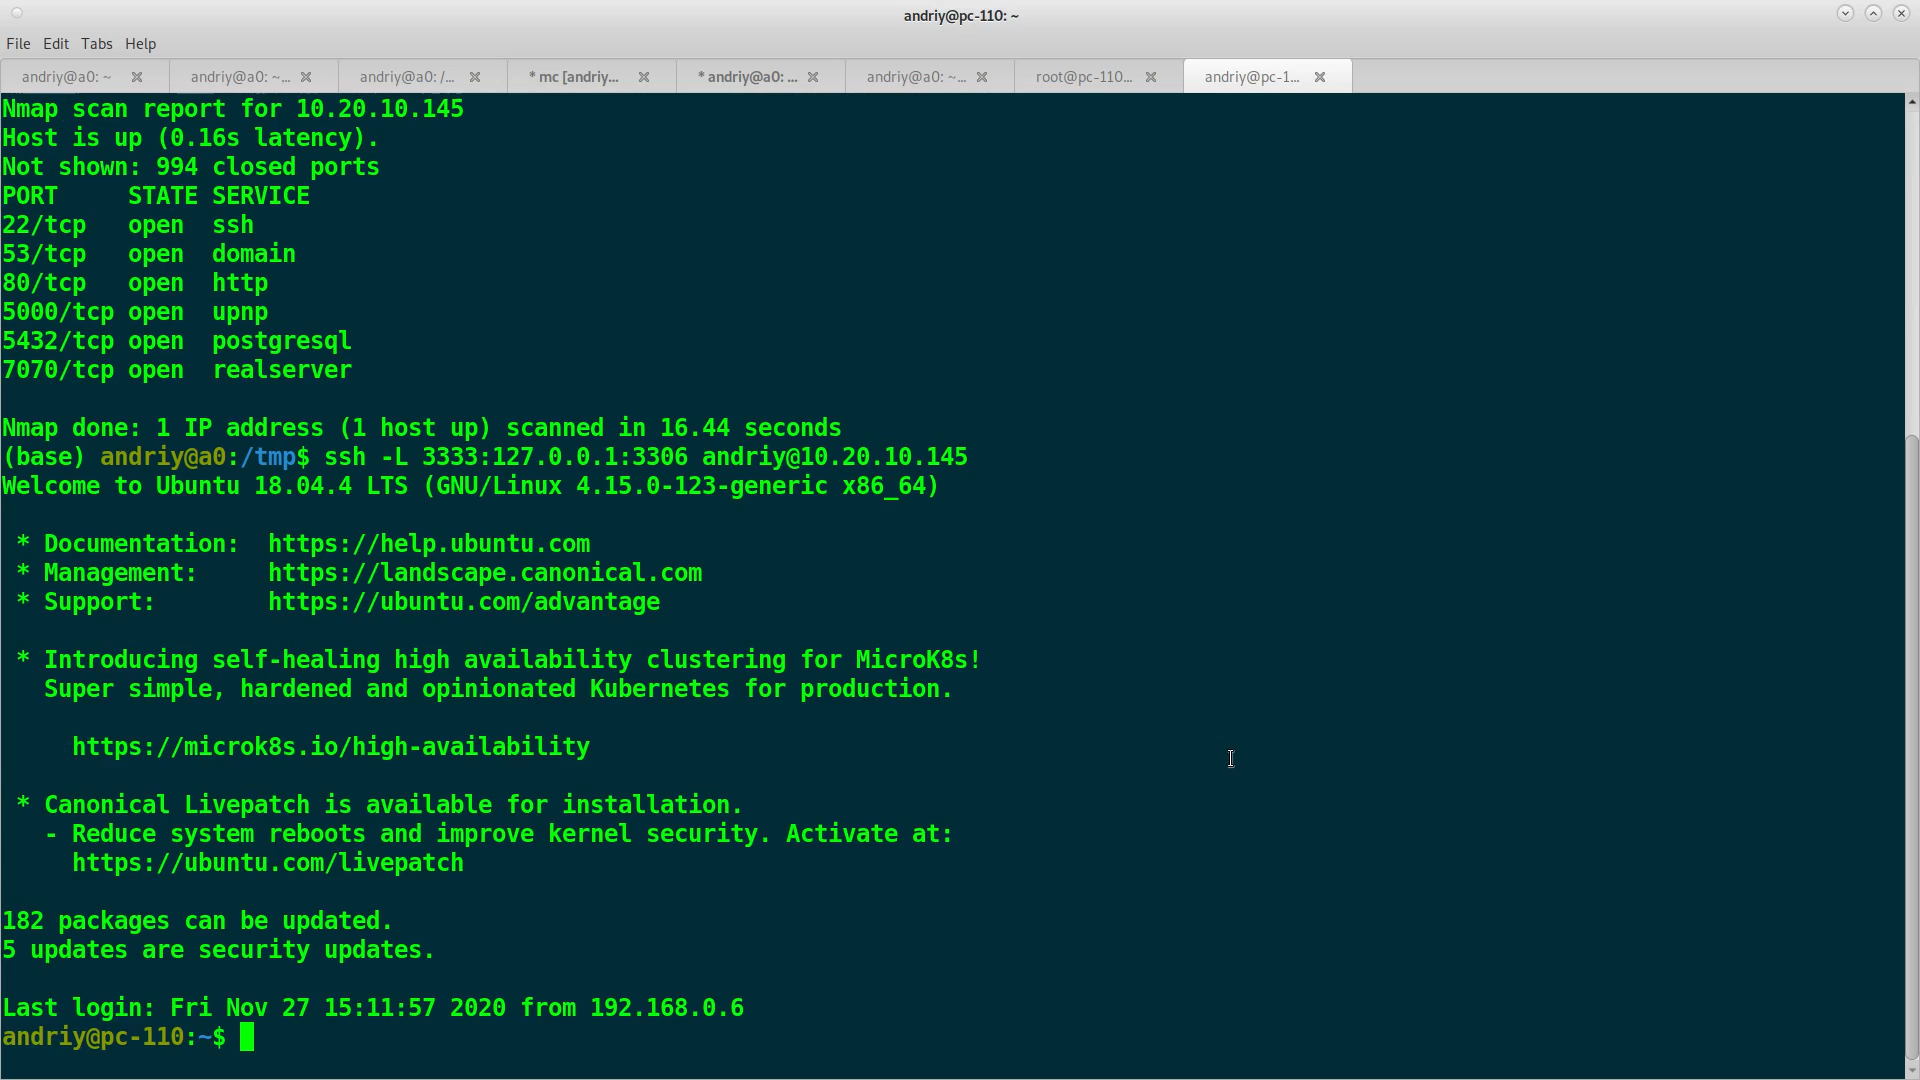 andriy@pc-110: ~
File Edit Tabs Help
andriy@a0: ~ andriy@a0: ~... andriy@a0: /... * mc [andriy... * andriy@a0: ... andriy@a0: ~... root@pc-110... andriy@pc-1...
Nmap scan report for 10.20.10.145
Host is up (0.16s latency).
Not shown: 994 closed ports
PORT     STATE SERVICE
22/tcp   open  ssh
53/tcp   open  domain
80/tcp   open  http
5000/tcp open  upnp
5432/tcp open  postgresql
7070/tcp open  realserver
Nmap done: 1 IP address (1 host up) scanned in 16.44 seconds
(base) andriy@a0:/tmp$ ssh -L 3333:127.0.0.1:3306 andriy@10.20.10.145
Welcome to Ubuntu 18.04.4 LTS (GNU/Linux 4.15.0-123-generic x86_64)
 * Documentation:  https://help.ubuntu.com
 * Management:     https://landscape.canonical.com
 * Support:        https://ubuntu.com/advantage
 * Introducing self-healing high availability clustering for MicroK8s!
   Super simple, hardened and opinionated Kubernetes for production.
     https://microk8s.io/high-availability
 * Canonical Livepatch is available for installation.
   - Reduce system reboots and improve kernel security. Activate at:
     https://ubuntu.com/livepatch
182 packages can be updated.
5 updates are security updates.
Last login: Fri Nov 27 15:11:57 2020 from 192.168.0.6
andriy@pc-110:~$